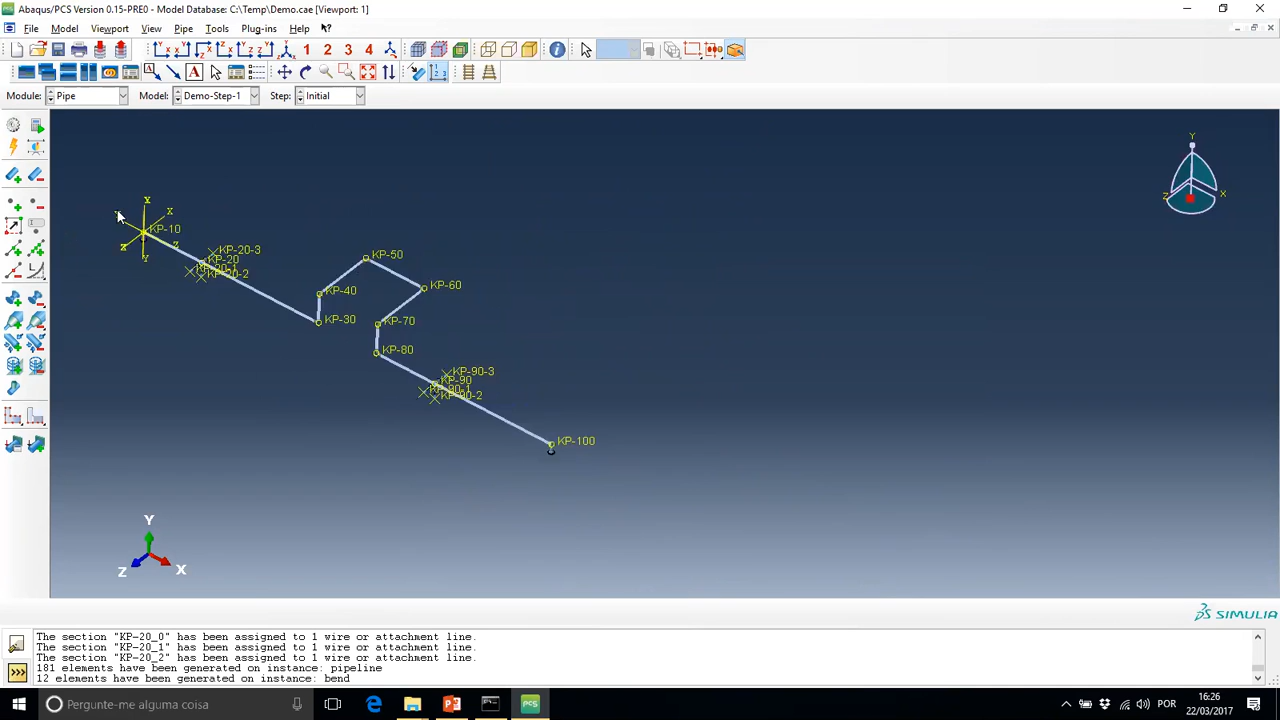 Abaqus/PCS Version 0.15-PRE0 - Model Database: C:\Temp\Demo.cae [Viewport: 1]
File Model Viewport View Pipe Tools Plug-ins Help
1 2 3 4
Module: Pipe Model: Demo-Step-1 Step: Initial
Y
Z X
Y
X
KP-10
X Z
Y
KP-20-3
KP-20
KP-50
KP-60
KP-40
KP-30
KP-70
KP-80
KP-90-3
KP-90
KP-90-1
KP-90-2
KP-100
Y
Z X
SIMULIA
The section "KP-20_0" has been assigned to 1 wire or attachment line.
The section "KP-20_1" has been assigned to 1 wire or attachment line.
The section "KP-20_2" has been assigned to 1 wire or attachment line.
181 elements have been generated on instance: pipeline
12 elements have been generated on instance: bend
Pergunte-me alguma coisa
POR
16:26
22/03/2017